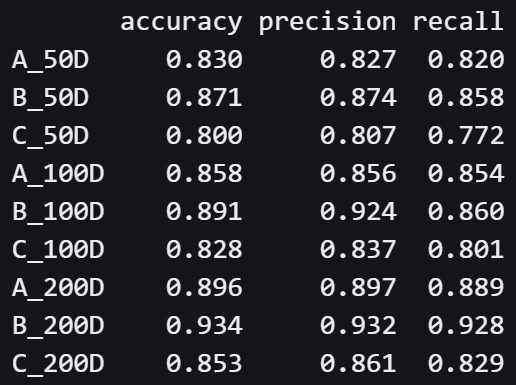 accuracy precision recall
A_50D 0.830 0.827 0.820
B_50D 0.871 0.874 0.858
C_50D 0.800 0.807 0.772
A_100D 0.858 0.856 0.854
B_100D 0.891 0.924 0.860
C_100D 0.828 0.837 0.801
A_200D 0.896 0.897 0.889
B_200D 0.934 0.932 0.928
C_200D 0.853 0.861 0.829